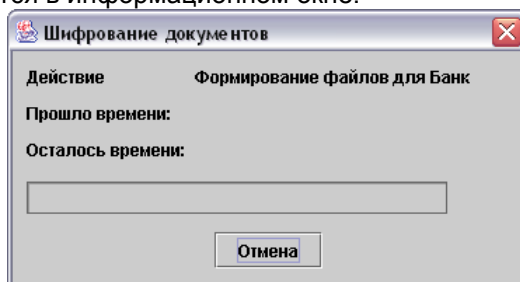 тся в информационном окне.
Шифрование документов
Действие Формирование файлов для Банк
Прошло времени:
Осталось времени:
Отмена